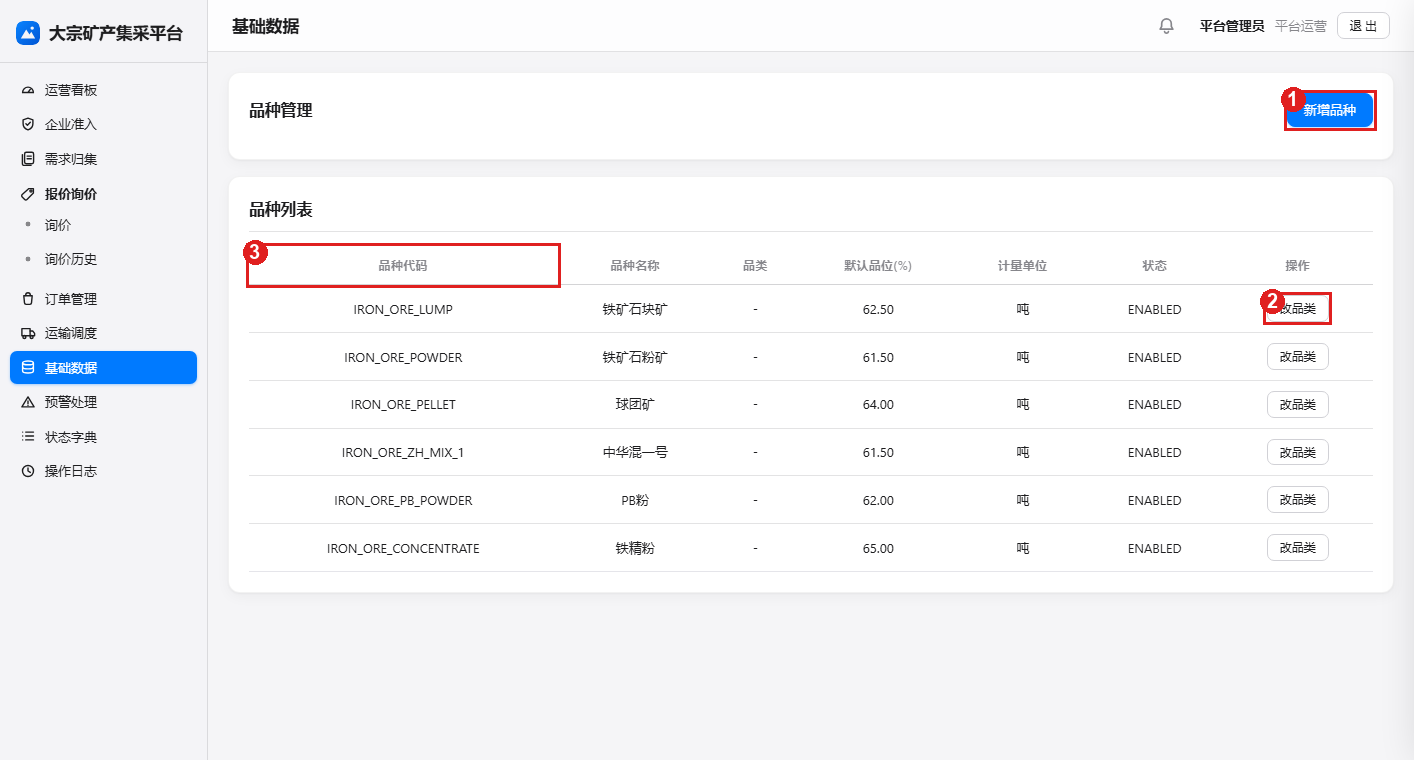 大宗矿产集采平台
基础数据
平台管理员 平台运营 退 出
运营看板
企业准入
需求归集
报价询价
询价
询价历史
订单管理
运输调度
基础数据
预警处理
状态字典
操作日志
品种管理
1 新增品种
品种列表
3
品种代码 品种名称 品类 默认品位(%) 计量单位 状态 操作
IRON_ORE_LUMP 铁矿石块矿 - 62.50 吨 ENABLED 2 改品类
IRON_ORE_POWDER 铁矿石粉矿 - 61.50 吨 ENABLED 改品类
IRON_ORE_PELLET 球团矿 - 64.00 吨 ENABLED 改品类
IRON_ORE_ZH_MIX_1 中华混一号 - 61.50 吨 ENABLED 改品类
IRON_ORE_PB_POWDER PB粉 - 62.00 吨 ENABLED 改品类
IRON_ORE_CONCENTRATE 铁精粉 - 65.00 吨 ENABLED 改品类